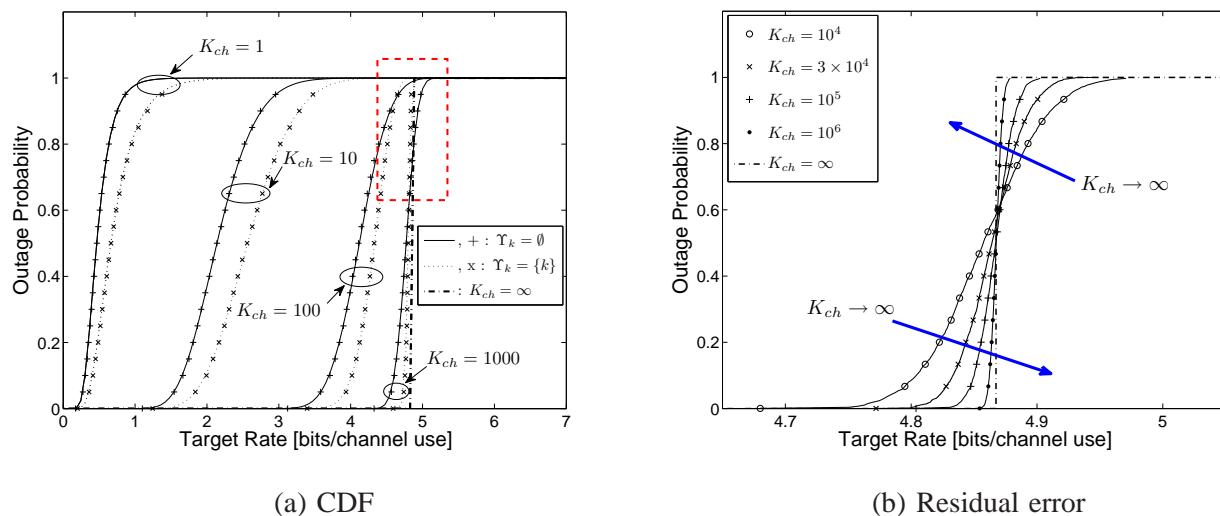 K_{ch} = 1
K_{ch} = 10
K_{ch} = 100
K_{ch} = 1000
, + : Υ_k = ∅
, x : Υ_k = {k}
: K_{ch} = ∞
Outage Probability
1
0.8
0.6
0.4
0.2
0
0 1 2 3 4 5 6 7
Target Rate [bits/channel use]
(a) CDF
K_{ch} = 10^4
K_{ch} = 3 × 10^4
K_{ch} = 10^5
K_{ch} = 10^6
K_{ch} = ∞
K_{ch} → ∞
K_{ch} → ∞
Outage Probability
1
0.8
0.6
0.4
0.2
0
4.7 4.8 4.9 5
Target Rate [bits/channel use]
(b) Residual error